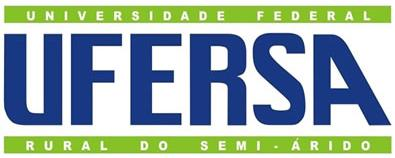 UNIVERSIDADE FEDERAL
UFERSA
RURAL DO SEMI-ÁRIDO